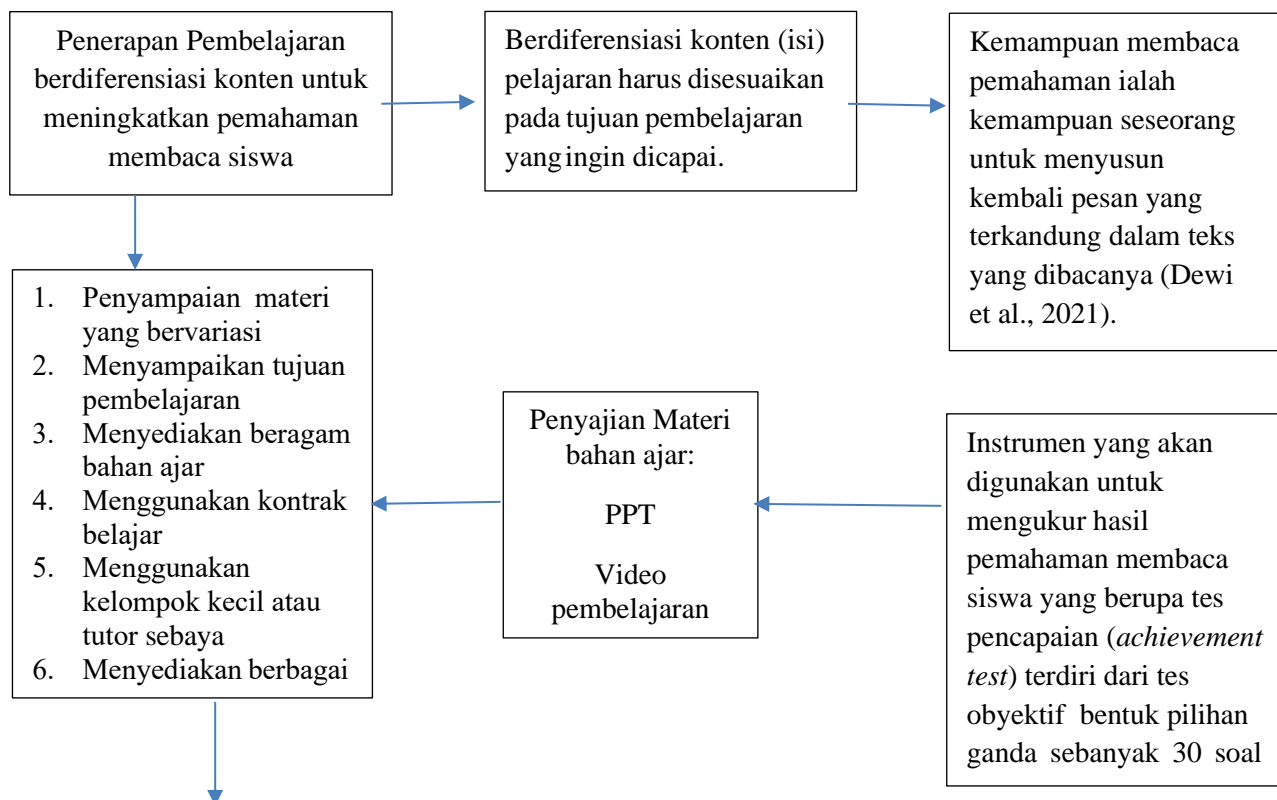 Penerapan Pembelajaran
berdiferensiasi konten untuk
meningkatkan pemahaman
membaca siswa
Berdiferensiasi konten (isi)
pelajaran harus disesuaikan
pada tujuan pembelajaran
yangingin dicapai.
Kemampuan membaca
pemahaman ialah
kemampuan seseorang
untuk menyusun
kembali pesan yang
terkandung dalam teks
yang dibacanya (Dewi
et al., 2021).
1. Penyampaian materi
yang bervariasi
2. Menyampaikan tujuan
pembelajaran
3. Menyediakan beragam
bahan ajar
4. Menggunakan kontrak
belajar
5. Menggunakan
kelompok kecil atau
tutor sebaya
6. Menyediakan berbagai
Penyajian Materi
bahan ajar:
PPT
Video
pembelajaran
Instrumen yang akan
digunakan untuk
mengukur hasil
pemahaman membaca
siswa yang berupa tes
pencapaian (achievement
test) terdiri dari tes
obyektif bentuk pilihan
ganda sebanyak 30 soal